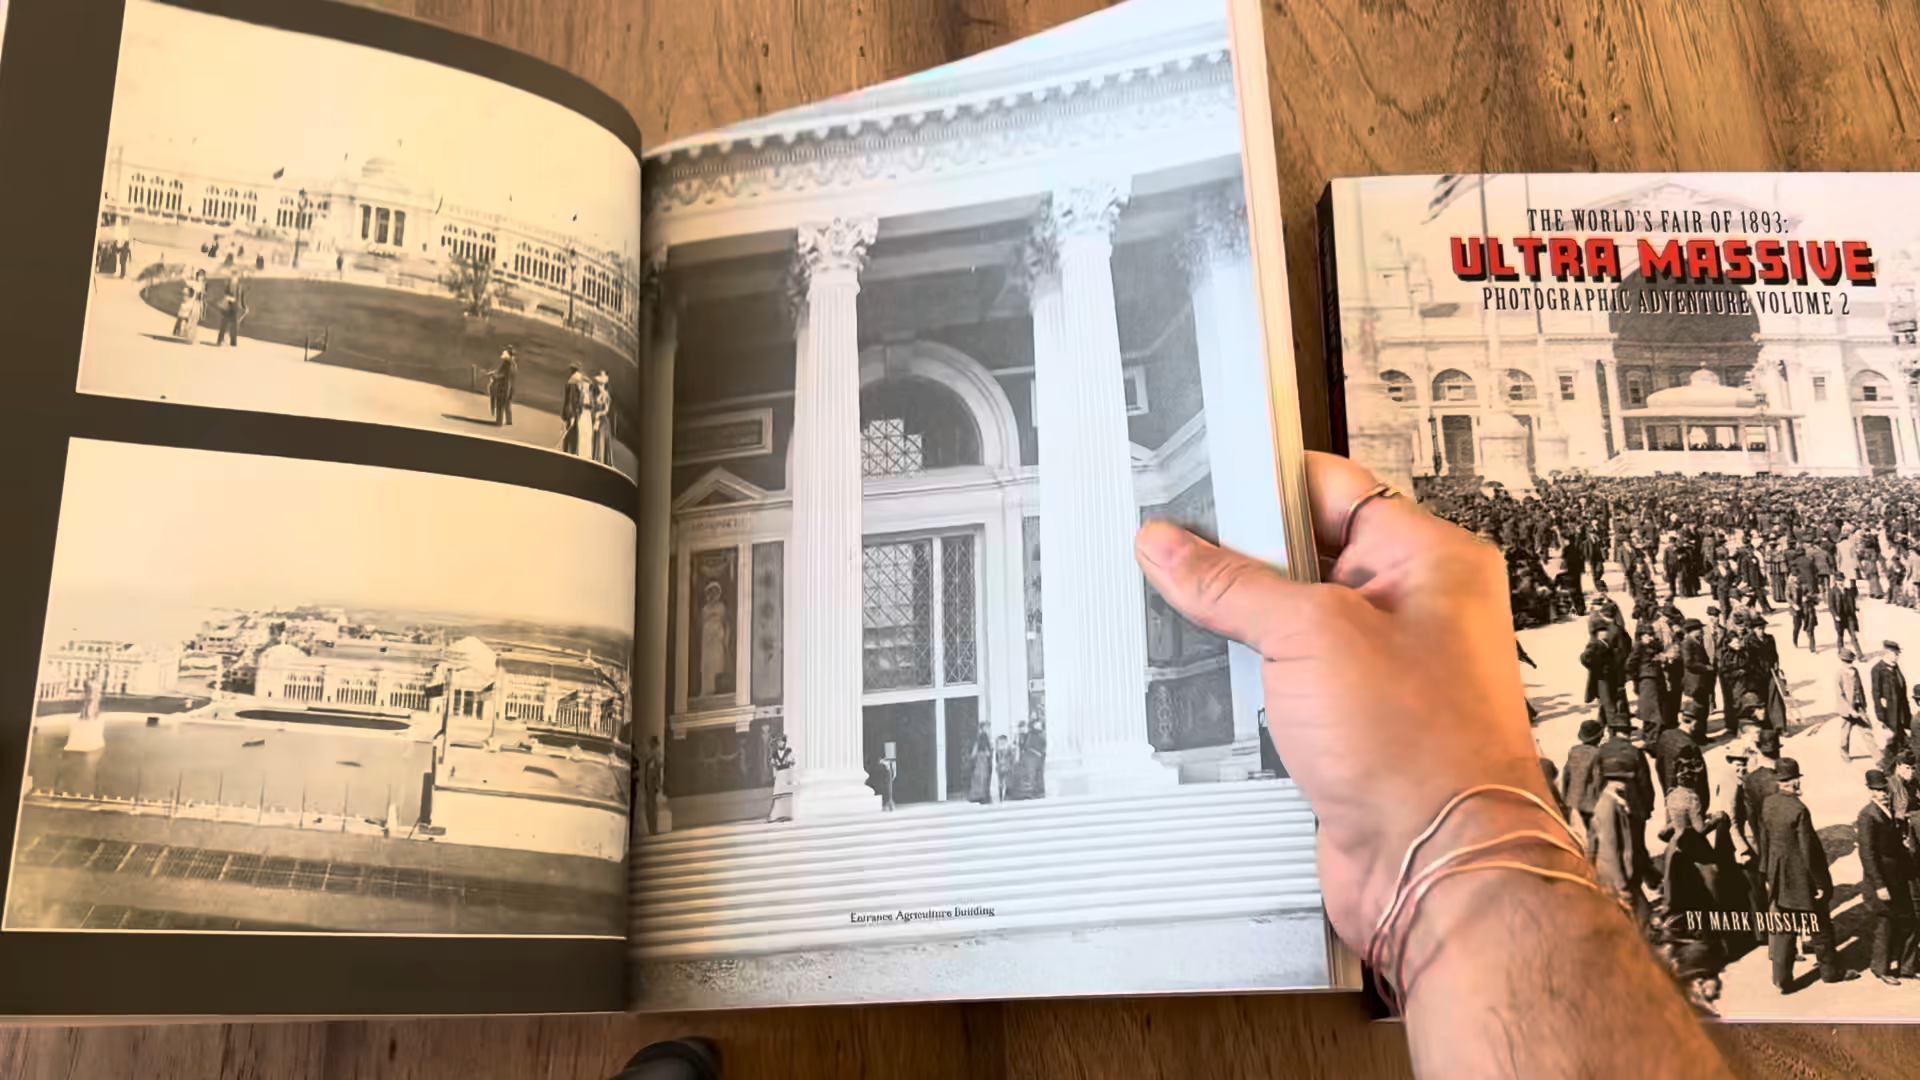 Entrance Agriculture Building
THE WORLD'S FAIR OF 1893:
ULTRA MASSIVE
PHOTOGRAPHIC ADVENTURE VOLUME 2
BY MARK BUSSLER